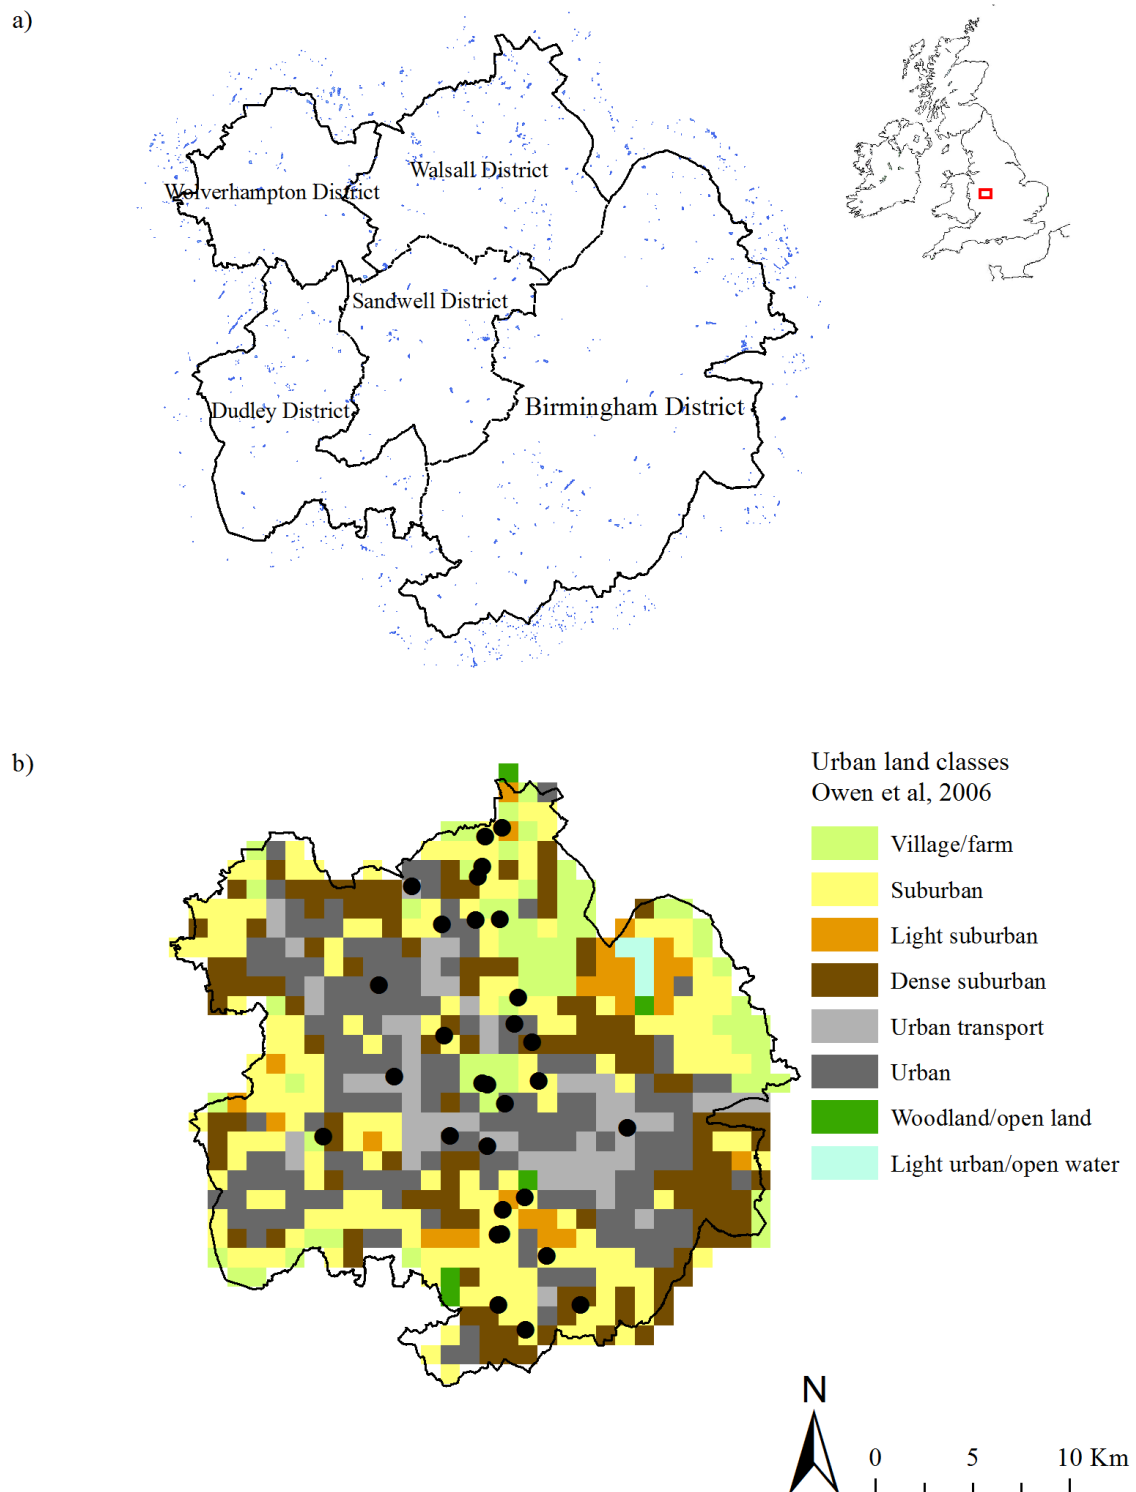 a)
Walsall District
Wolverhampton District
Sandwell District
Birmingham District
Dudley District
b)
Urban land classes
Owen et al, 2006
Village/farm
Suburban
Light suburban
Dense suburban
Urban transport
Urban
Woodland/open land
Light urban/open water
N
0 5 10 Km